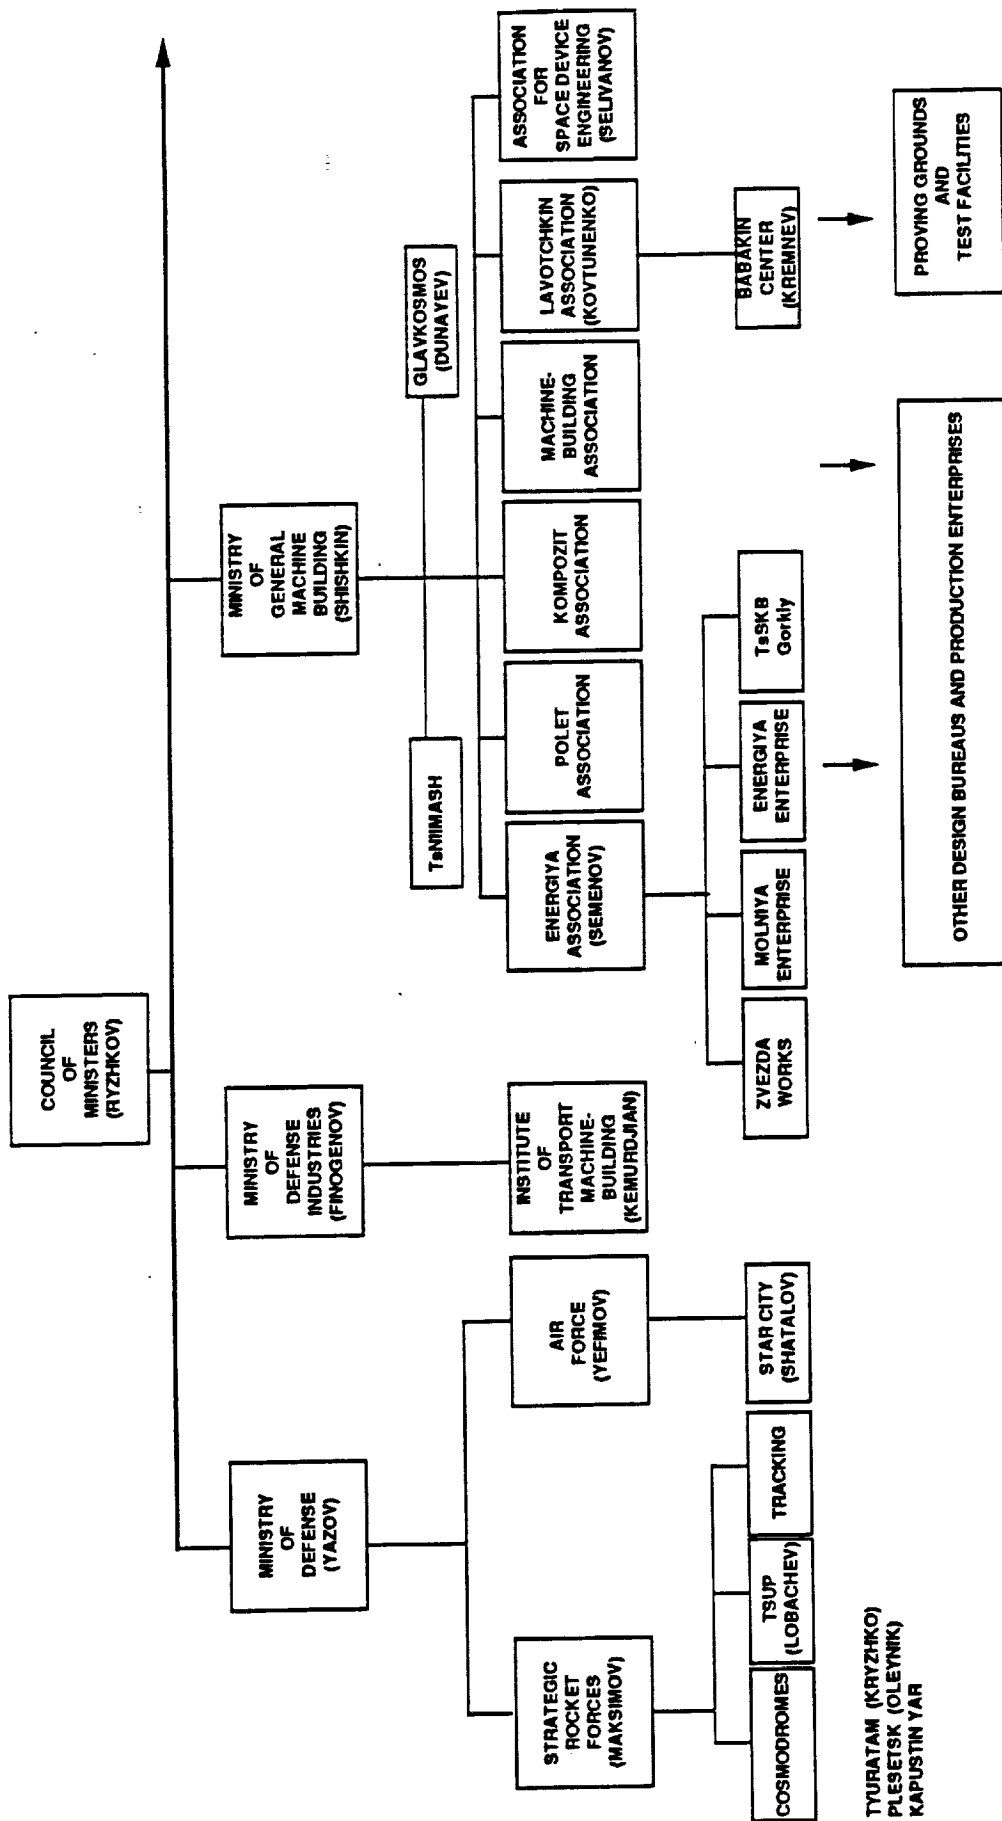 COUNCIL
OF
MINISTERS
(RYZHKOV)
MINISTRY
OF
DEFENSE
(YAZOV)
MINISTRY
OF
DEFENSE
INDUSTRIES
(FINOGENOV)
MINISTRY
OF
GENERAL
MACHINE
BUILDING
(SHISHKIN)
TsNIIMASH
GLAVKOSMOS
(DUNAYEV)
STRATEGIC
ROCKET
FORCES
(MAKSIMOV)
AIR
FORCE
(YEFIMOV)
INSTITUTE
OF
TRANSPORT
MACHINE-
BUILDING
(KEMURDJIAN)
ENERGIYA
ASSOCIATION
(SEMENOV)
POLET
ASSOCIATION
KOMPOZIT
ASSOCIATION
MACHINE-
BUILDING
ASSOCIATION
LAVOTCHKIN
ASSOCIATION
(KOVTUNENKO)
ASSOCIATION
FOR
SPACE DEVICE
ENGINEERING
(SELIVANOV)
COSMODROMES
TSUP
(LOBACHEV)
TRACKING
STAR CITY
(SHATALOV)
ZVEZDA
WORKS
MOLNIYA
ENTERPRISE
ENERGIYA
ENTERPRISE
TsSKB
Gorkiy
BABAKIN
CENTER
(KREMNEV)
TYURATAM (KRYZHKO)
PLESETSK (OLEYNIK)
KAPUSTIN YAR
OTHER DESIGN BUREAUS AND PRODUCTION ENTERPRISES
PROVING GROUNDS
AND
TEST FACILITIES